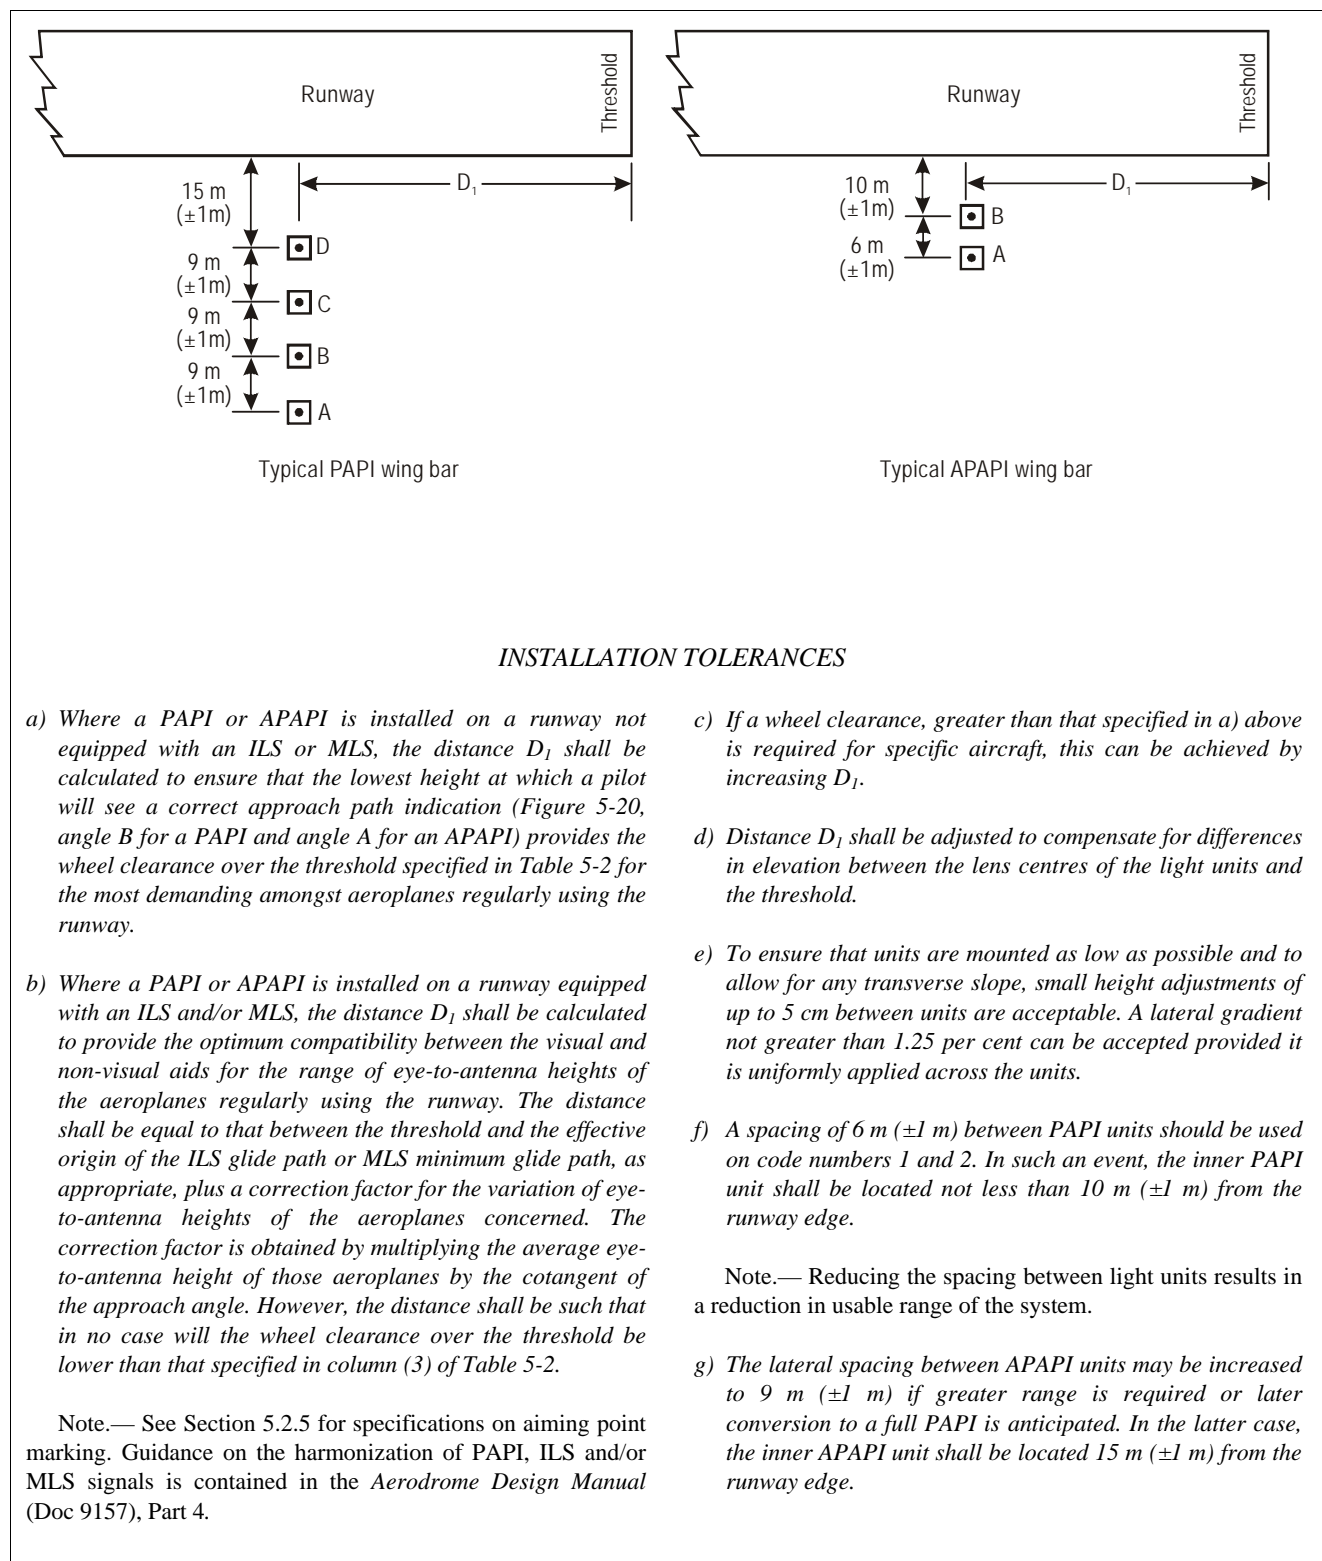 Runway
Threshold
15 m
(±1m)
D1
D
9 m
(±1m)
C
9 m
(±1m)
B
9 m
(±1m)
A
Typical PAPI wing bar
Runway
Threshold
10 m
(±1m)
D1
B
6 m
(±1m)
A
Typical APAPI wing bar
INSTALLATION TOLERANCES
a) Where a PAPI or APAPI is installed on a runway not
equipped with an ILS or MLS, the distance D1 shall be
calculated to ensure that the lowest height at which a pilot
will see a correct approach path indication (Figure 5-20,
angle B for a PAPI and angle A for an APAPI) provides the
wheel clearance over the threshold specified in Table 5-2 for
the most demanding amongst aeroplanes regularly using the
runway.
b) Where a PAPI or APAPI is installed on a runway equipped
with an ILS and/or MLS, the distance D1 shall be calculated
to provide the optimum compatibility between the visual and
non-visual aids for the range of eye-to-antenna heights of
the aeroplanes regularly using the runway. The distance
shall be equal to that between the threshold and the effective
origin of the ILS glide path or MLS minimum glide path, as
appropriate, plus a correction factor for the variation of eye-
to-antenna heights of the aeroplanes concerned. The
correction factor is obtained by multiplying the average eye-
to-antenna height of those aeroplanes by the cotangent of
the approach angle. However, the distance shall be such that
in no case will the wheel clearance over the threshold be
lower than that specified in column (3) of Table 5-2.
Note.— See Section 5.2.5 for specifications on aiming point
marking. Guidance on the harmonization of PAPI, ILS and/or
MLS signals is contained in the Aerodrome Design Manual
(Doc 9157), Part 4.
c) If a wheel clearance, greater than that specified in a) above
is required for specific aircraft, this can be achieved by
increasing D1.
d) Distance D1 shall be adjusted to compensate for differences
in elevation between the lens centres of the light units and
the threshold.
e) To ensure that units are mounted as low as possible and to
allow for any transverse slope, small height adjustments of
up to 5 cm between units are acceptable. A lateral gradient
not greater than 1.25 per cent can be accepted provided it
is uniformly applied across the units.
f) A spacing of 6 m (±1 m) between PAPI units should be used
on code numbers 1 and 2. In such an event, the inner PAPI
unit shall be located not less than 10 m (±1 m) from the
runway edge.
Note.— Reducing the spacing between light units results in
a reduction in usable range of the system.
g) The lateral spacing between APAPI units may be increased
to 9 m (±1 m) if greater range is required or later
conversion to a full PAPI is anticipated. In the latter case,
the inner APAPI unit shall be located 15 m (±1 m) from the
runway edge.